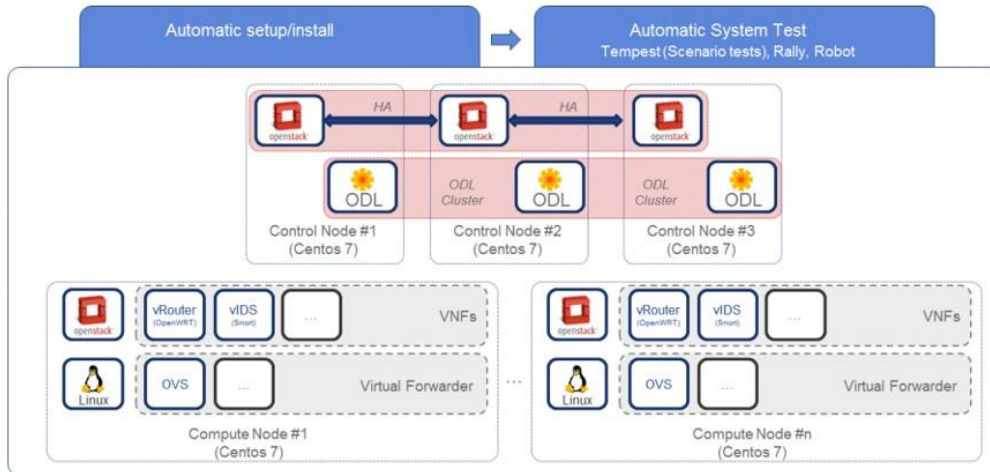 Automatic setup/install
Automatic System Test
Tempest (Scenario tests), Rally, Robot
HA
HA
openstack
openstack
openstack
ODL
ODL Cluster
ODL
ODL Cluster
ODL
Control Node #1
(Centos 7)
Control Node #2
(Centos 7)
Control Node #3
(Centos 7)
openstack
vRouter
(OpenWRT)
vIDS
(Snort)
...
VNFs
Linux
OVS
...
Virtual Forwarder
Compute Node #1
(Centos 7)
...
openstack
vRouter
(OpenWRT)
vIDS
(Snort)
...
VNFs
Linux
OVS
...
Virtual Forwarder
Compute Node #n
(Centos 7)